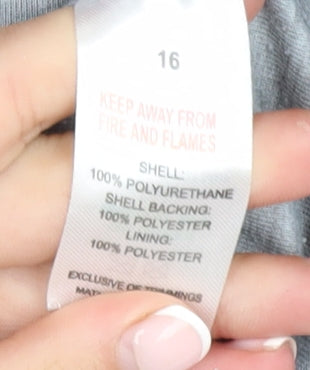 16
KEEP AWAY FROM
FIRE AND FLAMES
SHELL:
100% POLYURETHANE
SHELL BACKING:
100% POLYESTER
LINING:
100% POLYESTER
EXCLUSIVE OF TRIMMINGS